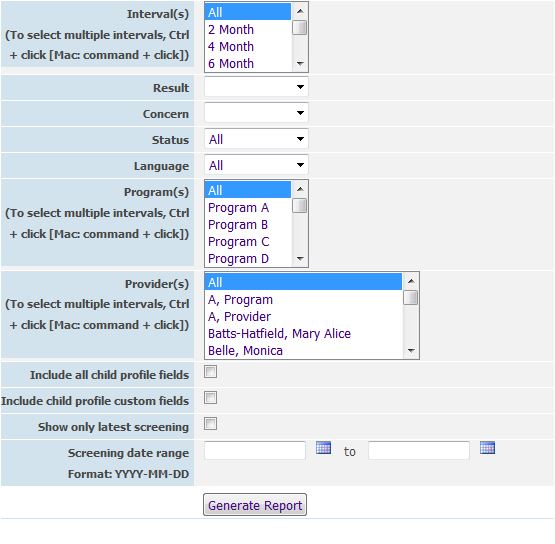 Interval(s) All
(To select multiple intervals, Ctrl 2 Month
+ click [Mac: command + click]) 4 Month
6 Month
Result
Concern
Status All
Language All
Program(s) All
(To select multiple intervals, Ctrl Program A
+ click [Mac: command + click]) Program B
Program C
Program D
Provider(s) All
(To select multiple intervals, Ctrl A, Program
+ click [Mac: command + click]) A, Provider
Batts-Hatfield, Mary Alice
Belle, Monica
Include all child profile fields
Include child profile custom fields
Show only latest screening
Screening date range to
Format: YYYY-MM-DD
Generate Report